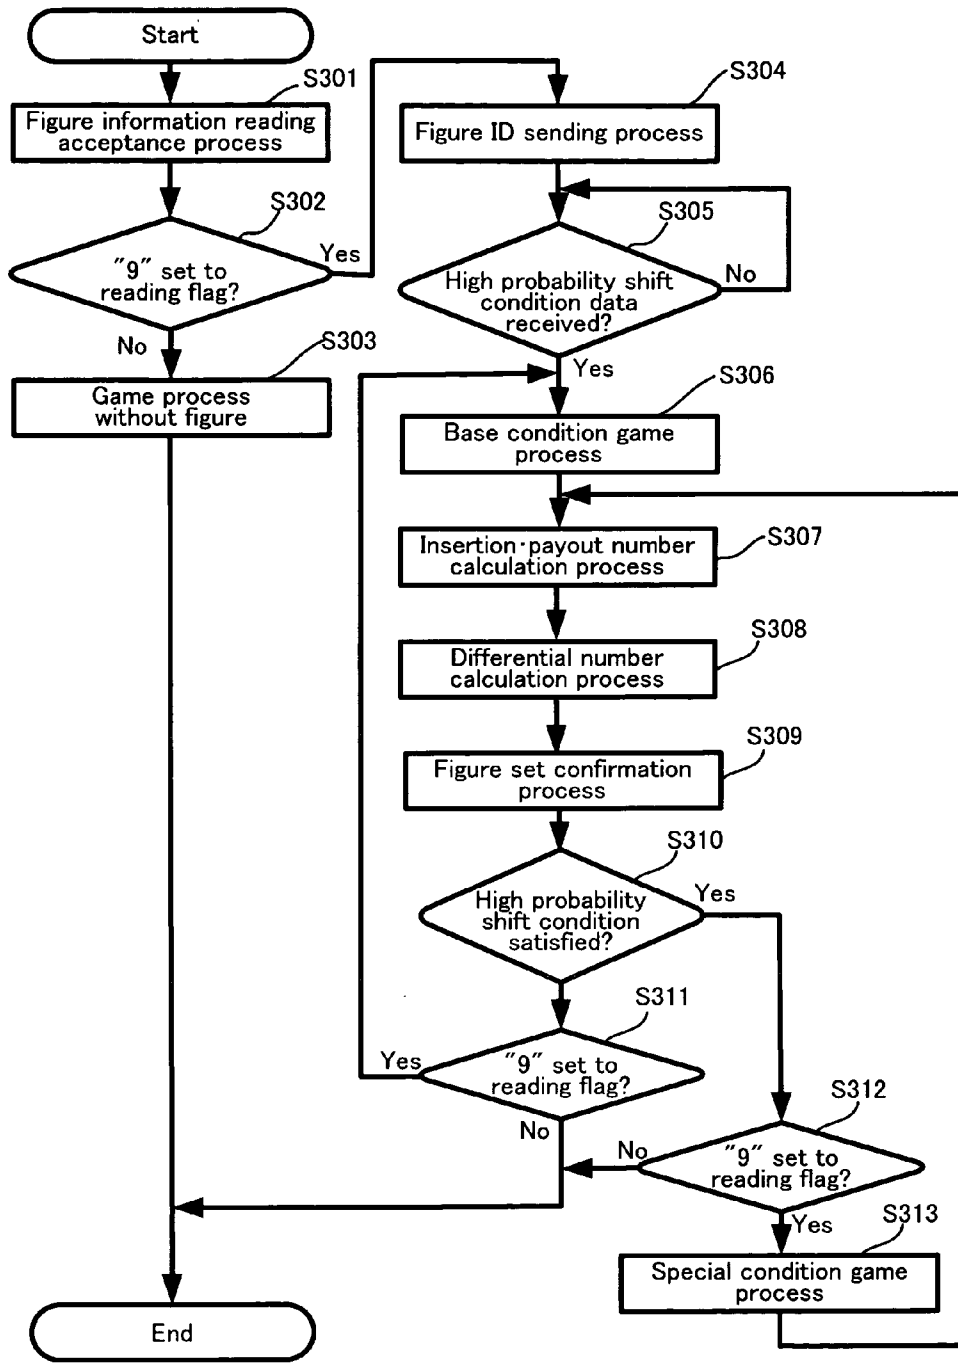 Start
S301
Figure information reading
acceptance process
S302
"9" set to
reading flag?
Yes
No
S303
Game process
without figure
S304
Figure ID sending process
S305
High probability shift
condition data
received?
No
Yes
S306
Base condition game
process
S307
Insertion·payout number
calculation process
S308
Differential number
calculation process
S309
Figure set confirmation
process
S310
High probability
shift condition
satisfied?
Yes
S311
"9" set to
reading flag?
Yes
No
S312
"9" set to
reading flag?
No
Yes
S313
Special condition game
process
End